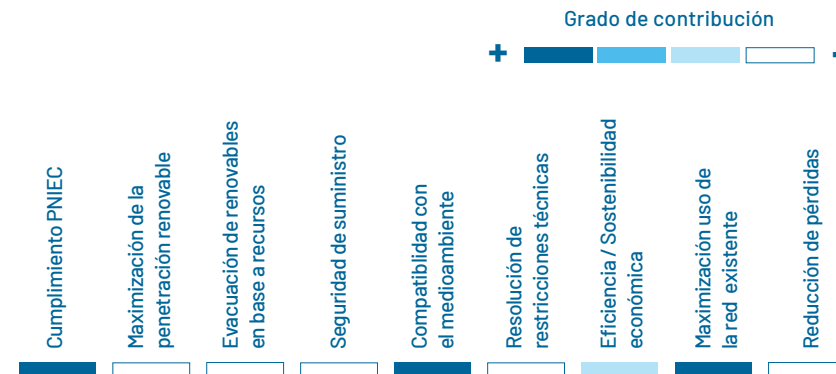 Grado de contribución
+
Cumplimiento PNIEC
Maximización de la
penetración renovable
Evacuación de renovables
en base a recursos
Seguridad de suministro
Compatiblidad con
el medioambiente
Resolución de
restricciones técnicas
Eficiencia / Sostenibilidad
económica
Maximización uso de
la red existente
Reducción de pérdidas